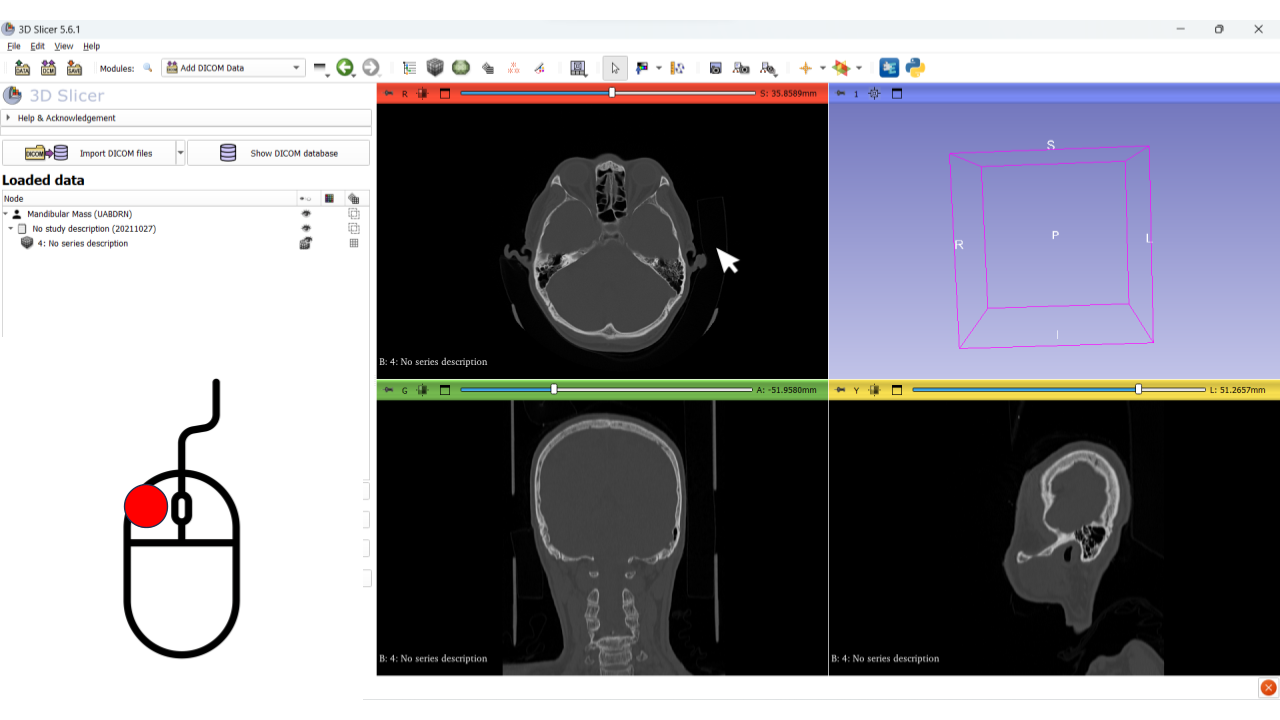 3D Slicer 5.6.1
File Edit View Help
DATA DCM SAVE Modules: Add DICOM Data
3D Slicer
Help & Acknowledgement
DICOM Import DICOM files Show DICOM database
Loaded data
Node
Mandibular Mass (UABDRN)
No study description (20211027)
4: No series description
R S: 35.8589mm
B: 4: No series description
1
S
R
P
L
I
G A: -51.9580mm
B: 4: No series description
Y L: 51.2657mm
B: 4: No series description